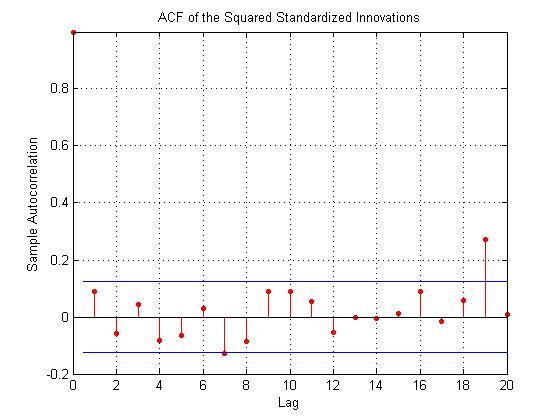 ACF of the Squared Standardized Innovations
0.8
0.6
0.4
0.2
0
-0.2
Sample Autocorrelation
0 2 4 6 8 10 12 14 16 18 20
Lag